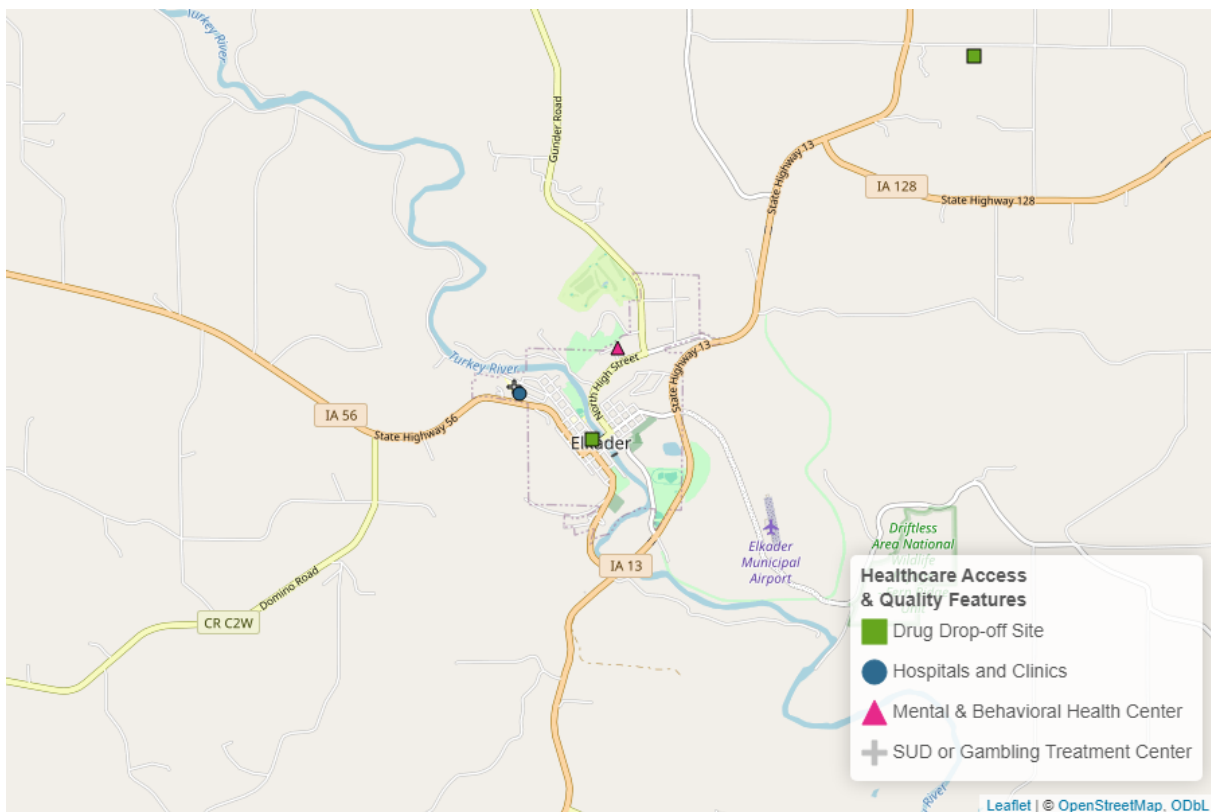 Turkey River
Gunder Road
State Highway 13
IA 128
State Highway 128
Turkey River
North High Street
State Highway 13
IA 56
State Highway 56
Elkader
Domino Road
CR C2W
IA 13
Elkader
Municipal
Airport
Driftless
Area National
Wildlife
Healthcare Access
& Quality Features
Drug Drop-off Site
Hospitals and Clinics
Mental & Behavioral Health Center
SUD or Gambling Treatment Center
Turkey River
Leaflet | © OpenStreetMap, ODbL